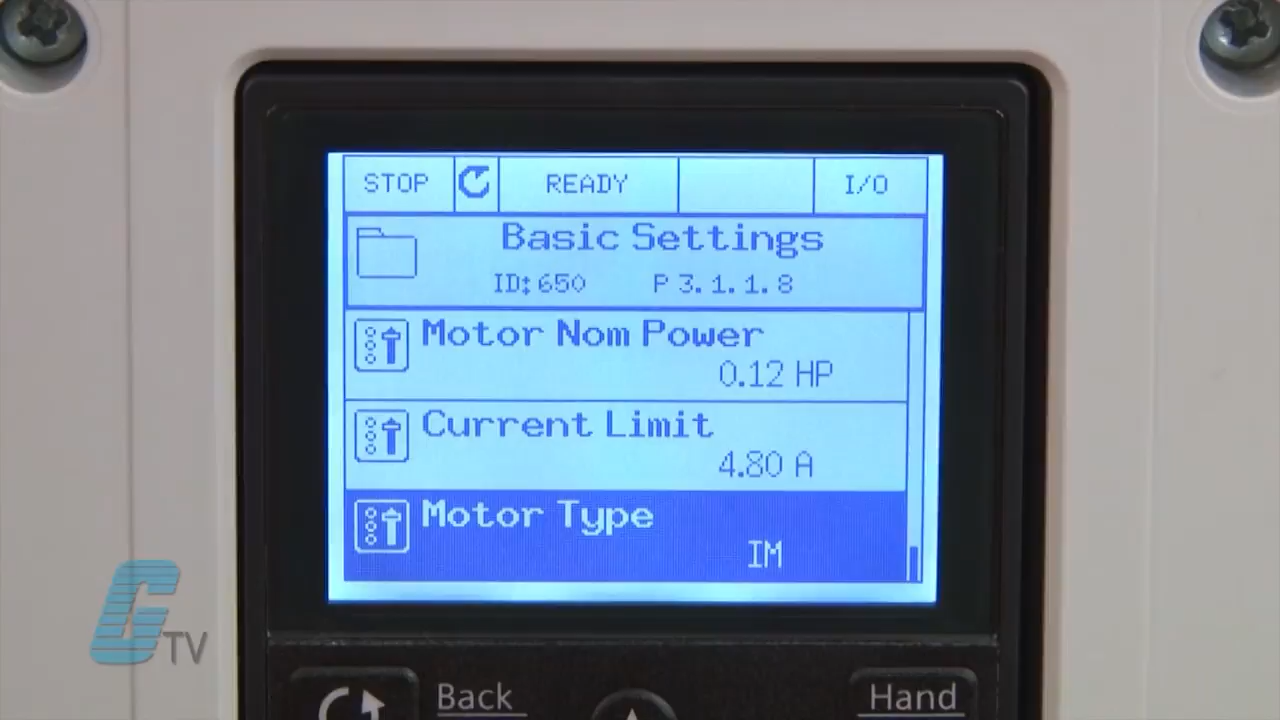 STOP READY I/O
Basic Settings
ID:650 P 3.1.1.8
Motor Nom Power
0.12 HP
Current Limit
4.80 A
Motor Type
IM
Back Hand
G TV